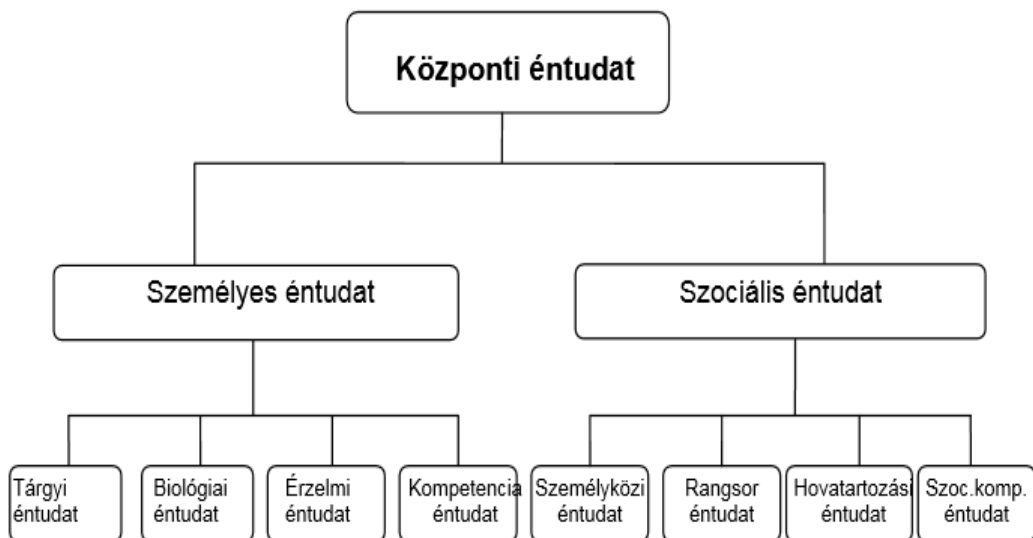 Központi éntudat
Személyes éntudat
Szociális éntudat
Tárgyi
éntudat
Biológiai
éntudat
Érzelmi
éntudat
Kompetencia
éntudat
Személyközi
éntudat
Rangsor
éntudat
Hovatartozási
éntudat
Szoc.komp.
éntudat